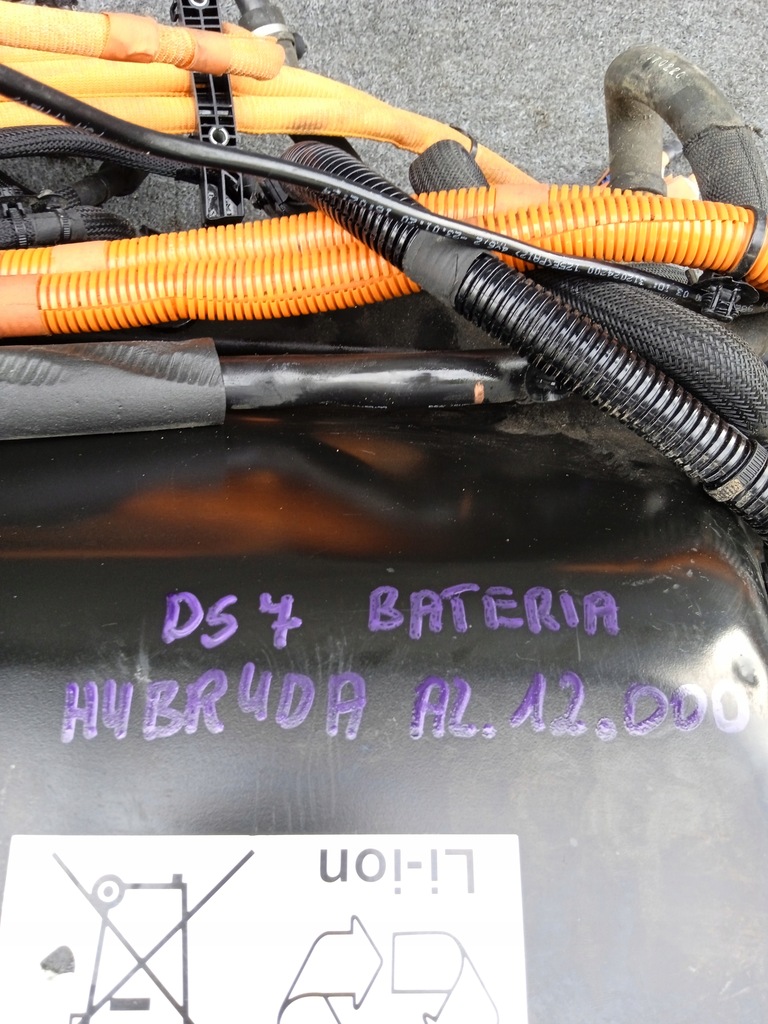 DS7 BATERIA
HYBRYDA AL. 12.000
Li-ion